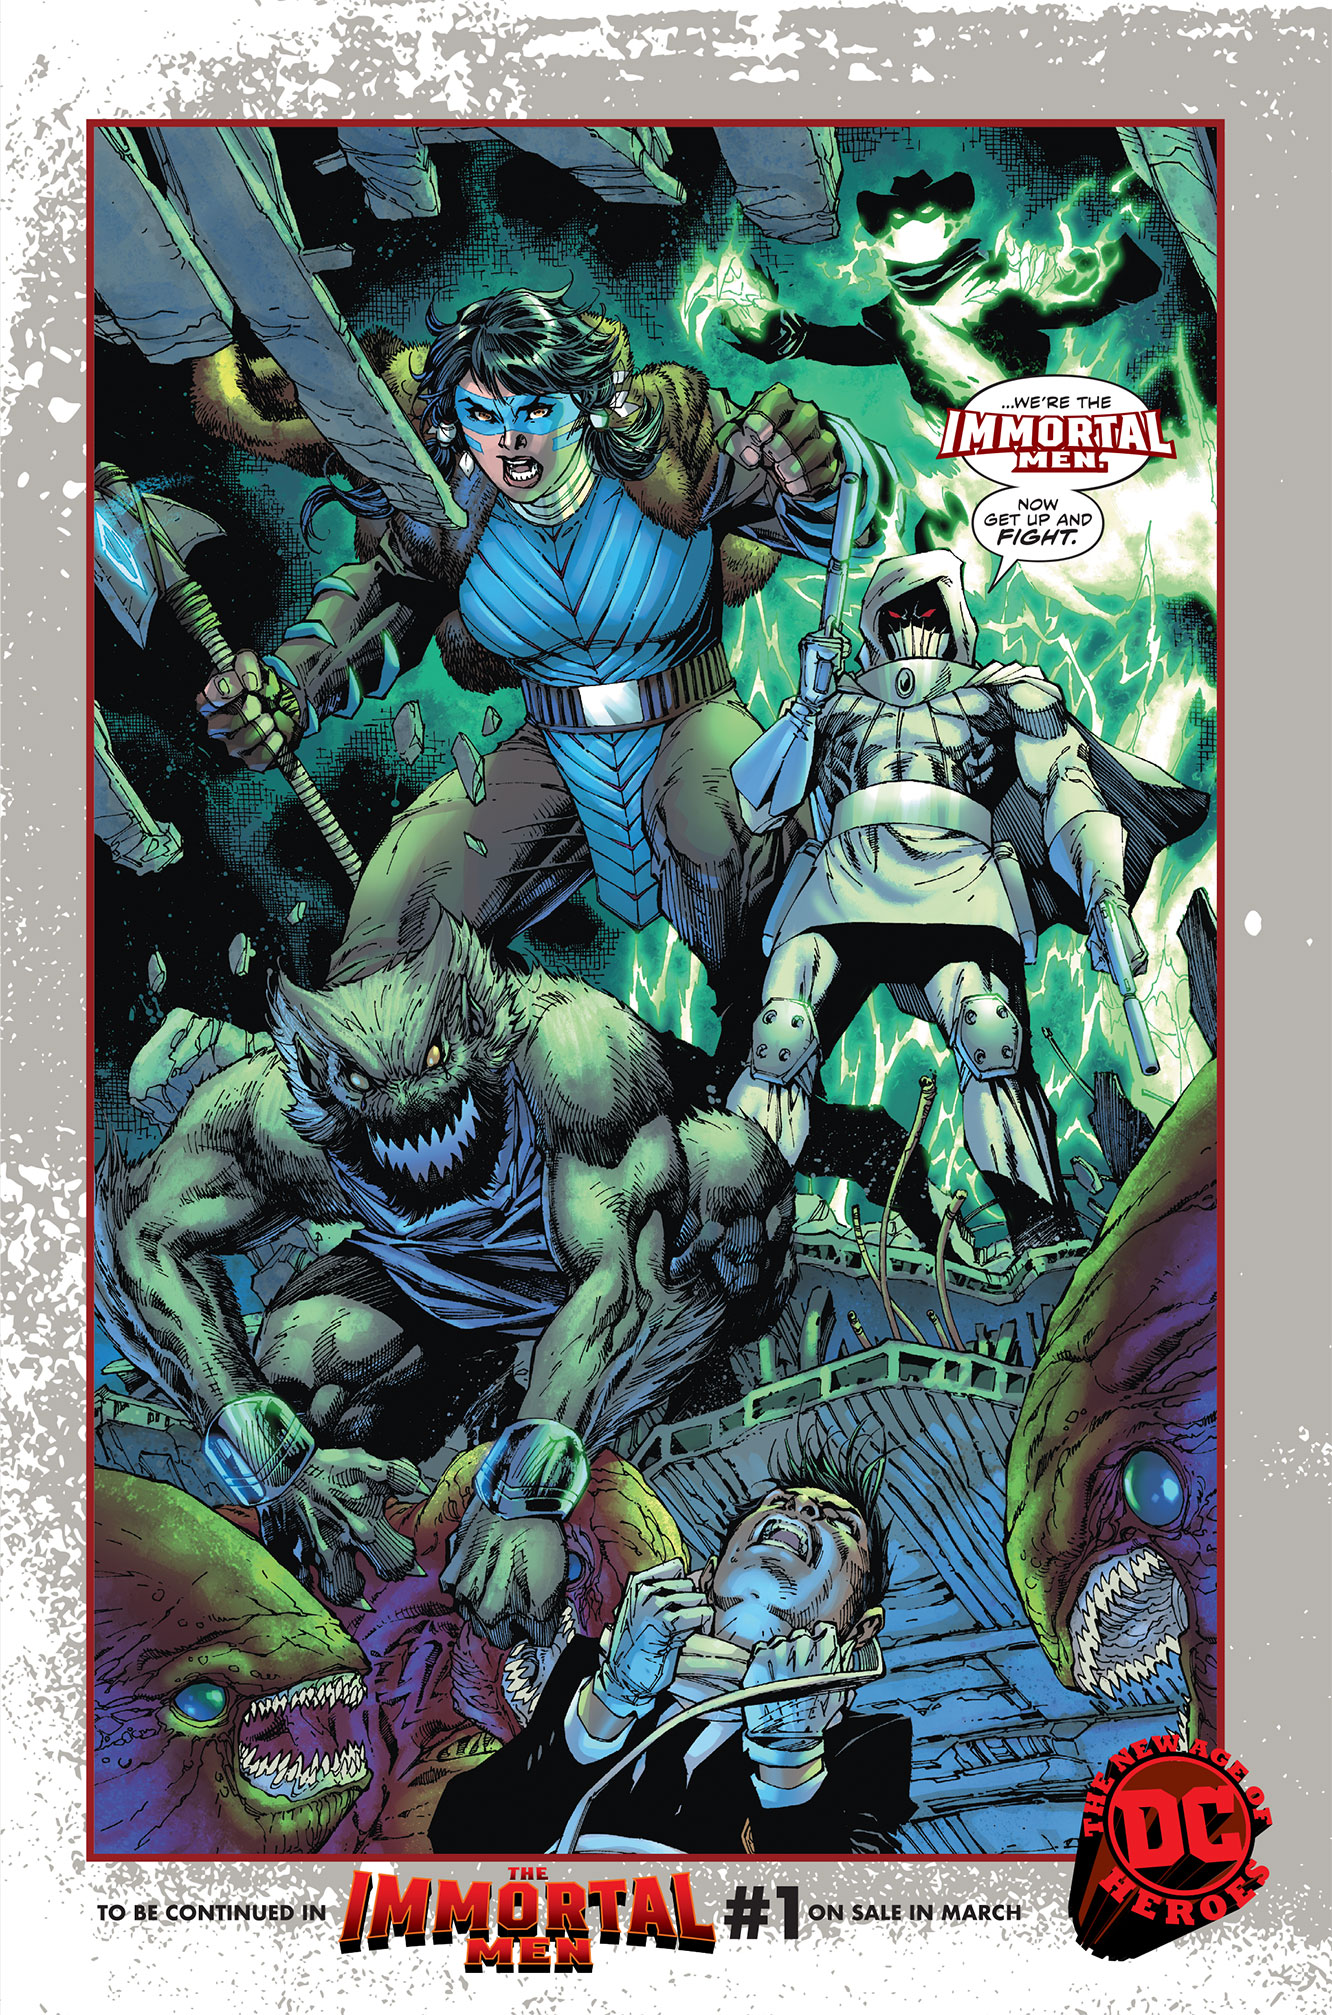 ...WE'RE THE
IMMORTAL
MEN.
NOW
GET UP AND
FIGHT.
TO BE CONTINUED IN
THE
IMMORTAL
MEN
#1
ON SALE IN MARCH
THE NEW AGE OF
DC
HEROES